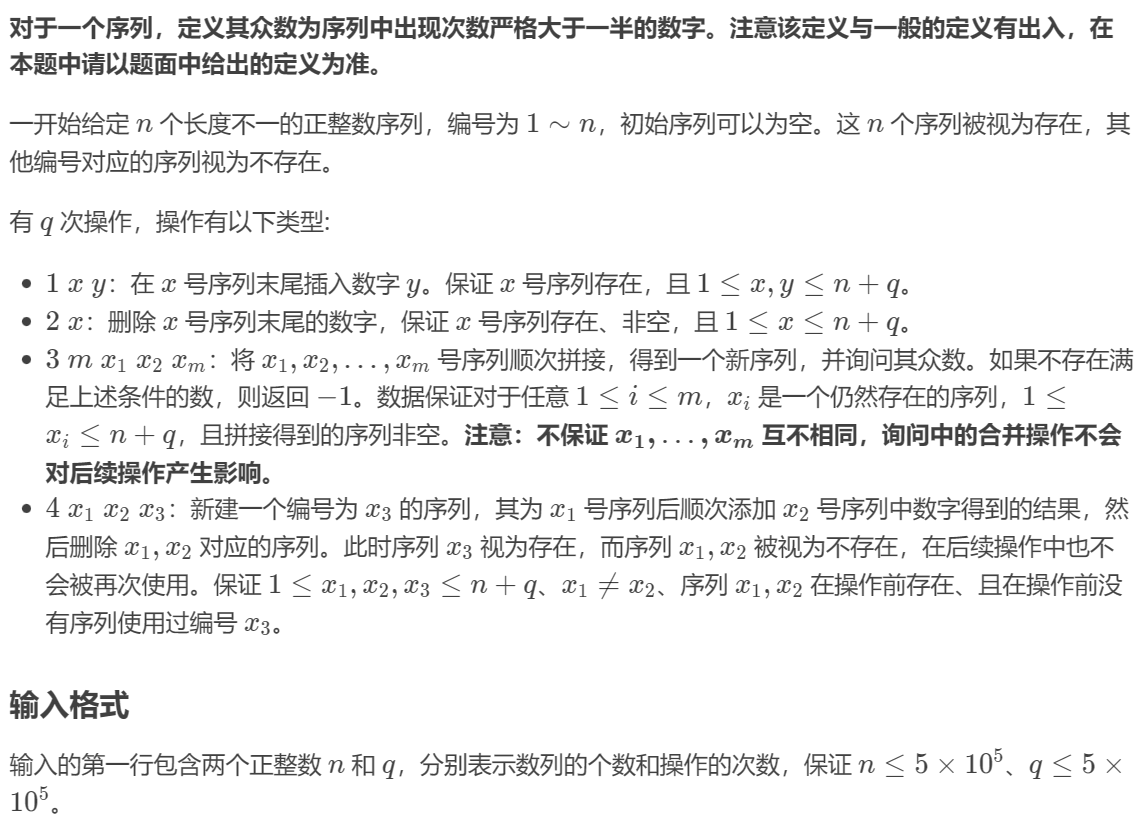 对于一个序列，定义其众数为序列中出现次数严格大于一半的数字。注意该定义与一般的定义有出入，在
本题中请以题面中给出的定义为准。
一开始给定 n 个长度不一的正整数序列，编号为 1 ∼ n，初始序列可以为空。这 n 个序列被视为存在，其
他编号对应的序列视为不存在。
有 q 次操作，操作有以下类型:
• 1 x y：在 x 号序列末尾插入数字 y。保证 x 号序列存在，且 1 ≤ x, y ≤ n + q。
• 2 x：删除 x 号序列末尾的数字，保证 x 号序列存在、非空，且 1 ≤ x ≤ n + q。
• 3 m x₁ x₂ xₘ：将 x₁, x₂, …, xₘ 号序列顺次拼接，得到一个新序列，并询问其众数。如果不存在满
足上述条件的数，则返回 −1。数据保证对于任意 1 ≤ i ≤ m，xᵢ 是一个仍然存在的序列，1 ≤
xᵢ ≤ n + q，且拼接得到的序列非空。注意：不保证 x₁, …, xₘ 互不相同，询问中的合并操作不会
对后续操作产生影响。
• 4 x₁ x₂ x₃：新建一个编号为 x₃ 的序列，其为 x₁ 号序列后顺次添加 x₂ 号序列中数字得到的结果，然
后删除 x₁, x₂ 对应的序列。此时序列 x₃ 视为存在，而序列 x₁, x₂ 被视为不存在，在后续操作中也不
会被再次使用。保证 1 ≤ x₁, x₂, x₃ ≤ n + q、x₁ ≠ x₂、序列 x₁, x₂ 在操作前存在、且在操作前没
有序列使用过编号 x₃。
输入格式
输入的第一行包含两个正整数 n 和 q，分别表示数列的个数和操作的次数，保证 n ≤ 5 × 10⁵、q ≤ 5 ×
10⁵。